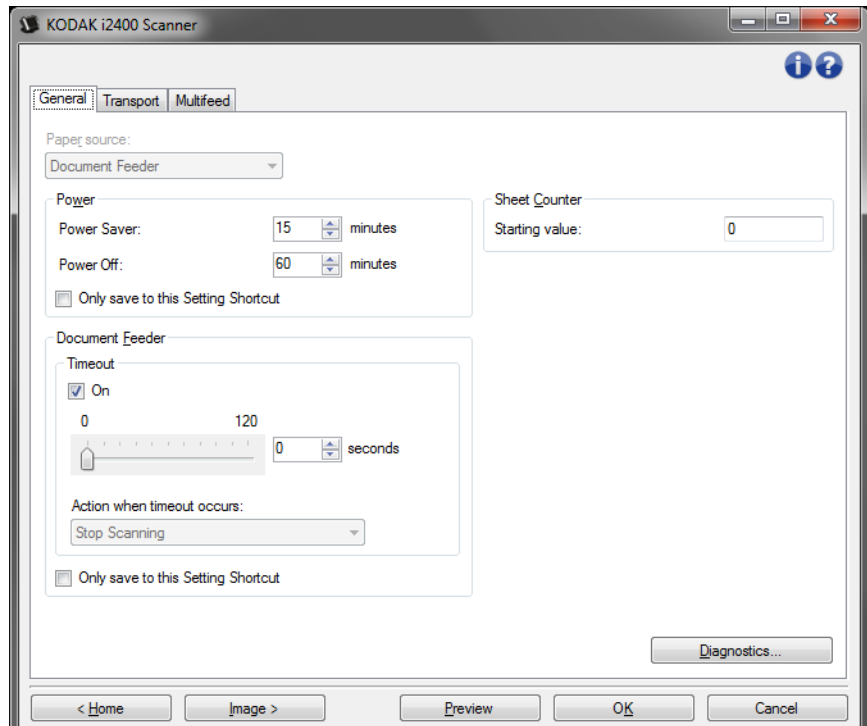 KODAK i2400 Scanner
General Transport Multifeed
Paper source:
Document Feeder
Power
Power Saver: 15 minutes
Power Off: 60 minutes
Only save to this Setting Shortcut
Sheet Counter
Starting value: 0
Document Feeder
Timeout
On
0 120
0 seconds
Action when timeout occurs:
Stop Scanning
Only save to this Setting Shortcut
Diagnostics...
< Home Image > Preview OK Cancel